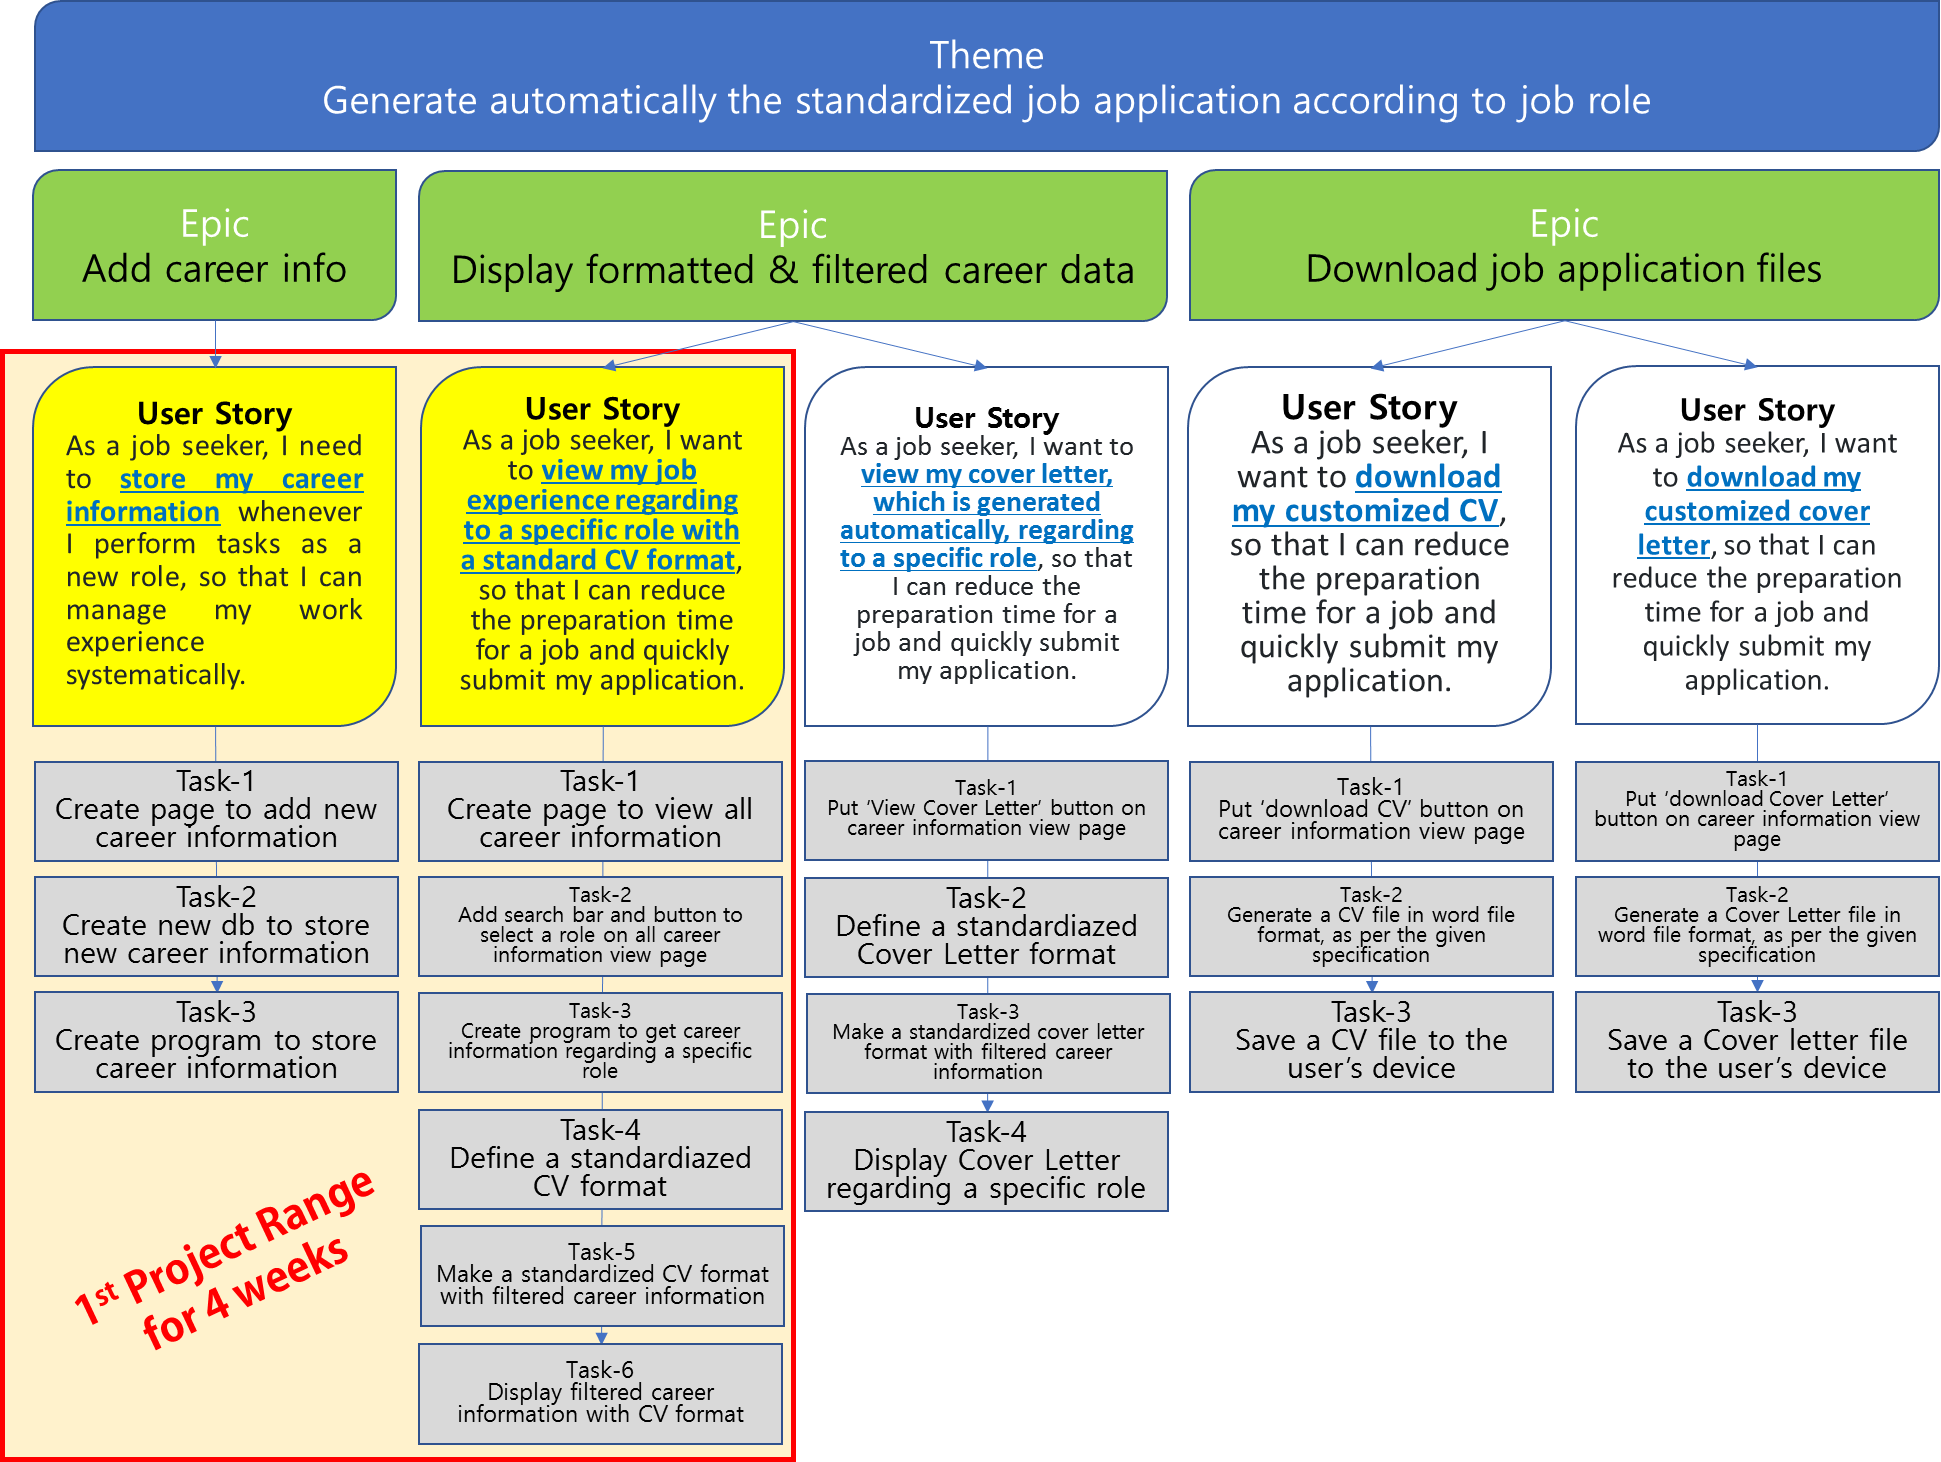 Theme
Generate automatically the standardized job application according to job role
Epic
Add career info
Epic
Display formatted & filtered career data
Epic
Download job application files
User Story
As a job seeker, I need
to store my career
information whenever
I perform tasks as a
new role, so that I can
manage my work
experience
systematically.
User Story
As a job seeker, I want
to view my job
experience regarding
to a specific role with
a standard CV format,
so that I can reduce
the preparation time
for a job and quickly
submit my application.
User Story
As a job seeker, I want to
view my cover letter,
which is generated
automatically, regarding
to a specific role, so that
I can reduce the
preparation time for a
job and quickly submit
my application.
User Story
As a job seeker, I
want to download
my customized CV,
so that I can reduce
the preparation
time for a job and
quickly submit my
application.
User Story
As a job seeker, I want
to download my
customized cover
letter, so that I can
reduce the preparation
time for a job and
quickly submit my
application.
Task-1
Create page to add new
career information
Task-2
Create new db to store
new career information
Task-3
Create program to store
career information
Task-1
Create page to view all
career information
Task-2
Add search bar and button to
select a role on all career
information view page
Task-3
Create program to get career
information regarding a specific
role
Task-4
Define a standardiazed
CV format
Task-5
Make a standardized CV format
with filtered career information
Task-6
Display filtered career
information with CV format
Task-1
Put ‘View Cover Letter’ button on
career information view page
Task-2
Define a standardiazed
Cover Letter format
Task-3
Make a standardized cover letter
format with filtered career
information
Task-4
Display Cover Letter
regarding a specific role
Task-1
Put ‘download CV’ button on
career information view page
Task-2
Generate a CV file in word file
format, as per the given
specification
Task-3
Save a CV file to the
user’s device
Task-1
Put ‘download Cover Letter’
button on career information view
page
Task-2
Generate a Cover Letter file in
word file format, as per the given
specification
Task-3
Save a Cover letter file
to the user’s device
1st Project Range
for 4 weeks